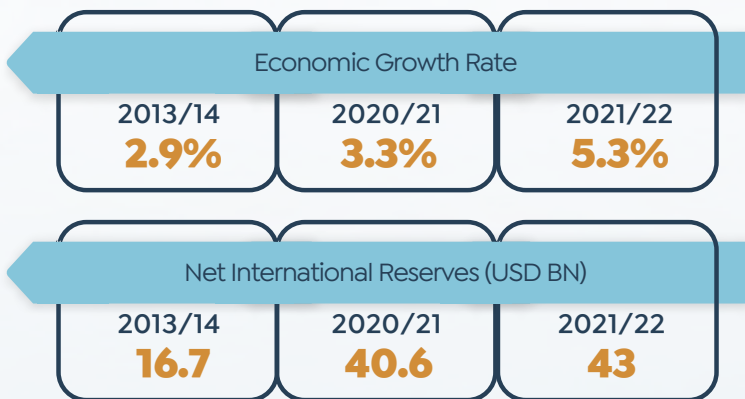 Economic Growth Rate
2013/14 2020/21 2021/22
2.9% 3.3% 5.3%
Net International Reserves (USD BN)
2013/14 2020/21 2021/22
16.7 40.6 43